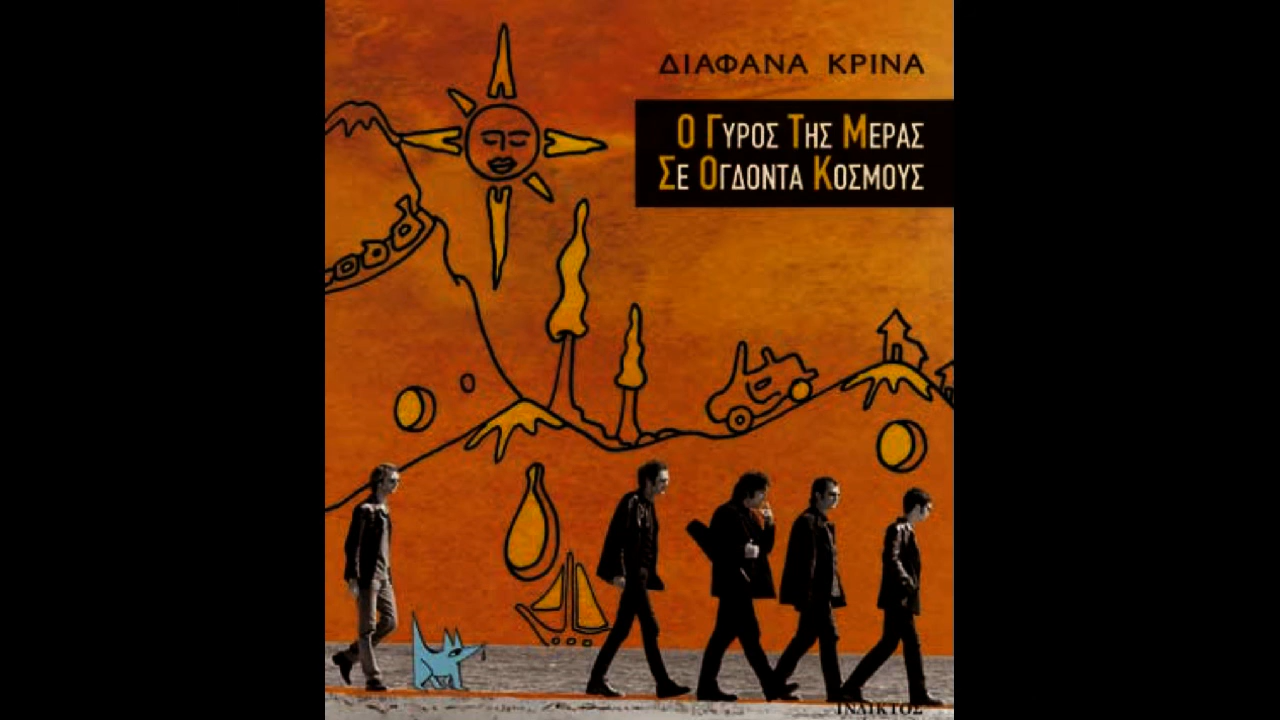 ΔΙΑΦΑΝΑ ΚΡΙΝΑ
Ο ΓΥΡΟΣ ΤΗΣ ΜΕΡΑΣ
ΣΕ ΟΓΔΟΝΤΑ ΚΟΣΜΟΥΣ
ΙΝΔΙΚΤΟΣ